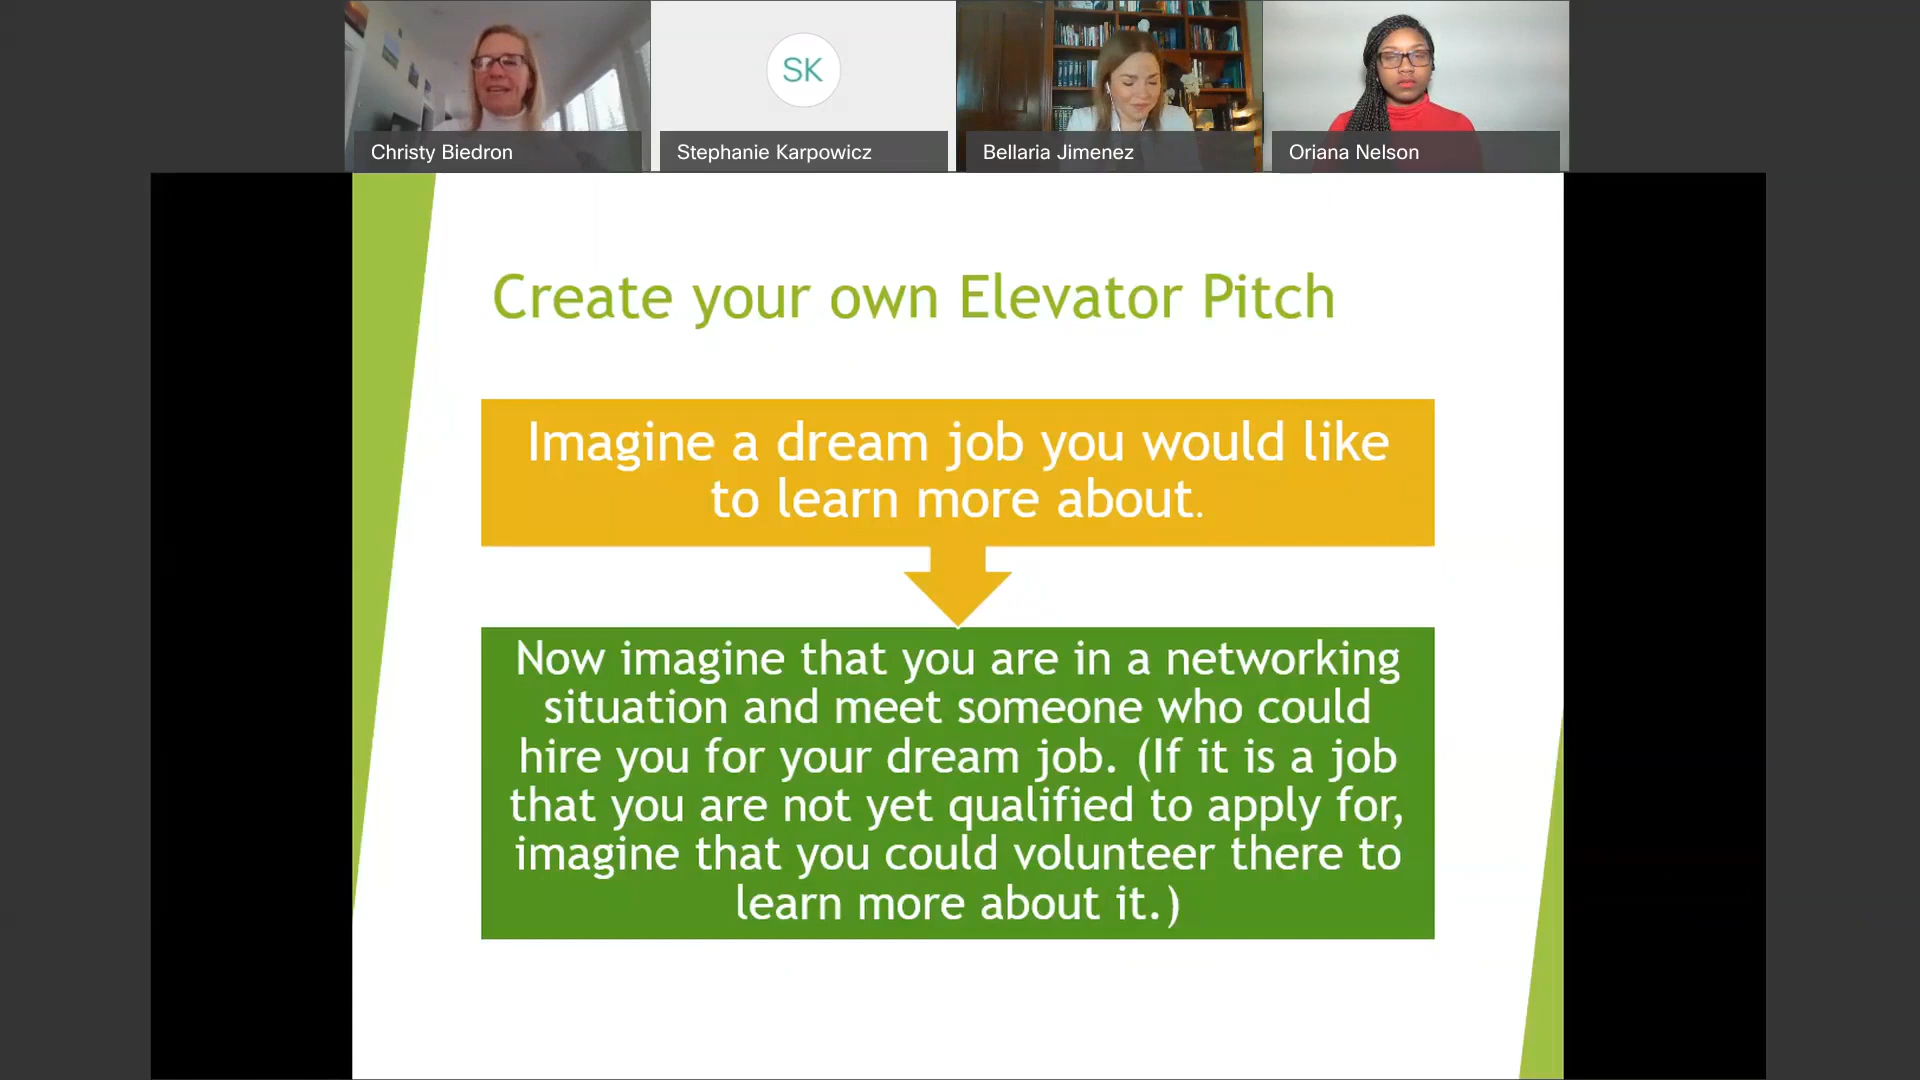 SK
Christy Biedron
Stephanie Karpowicz
Bellaria Jimenez
Oriana Nelson
Create your own Elevator Pitch
Imagine a dream job you would like
to learn more about.
Now imagine that you are in a networking
situation and meet someone who could
hire you for your dream job. (If it is a job
that you are not yet qualified to apply for,
imagine that you could volunteer there to
learn more about it.)